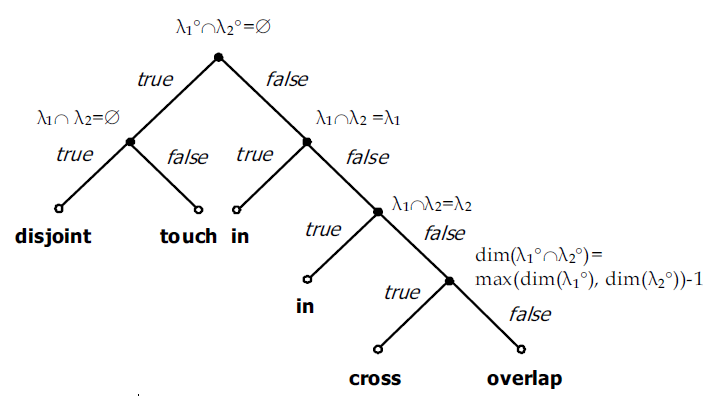 λ₁°∩λ₂°=∅
true false
λ₁∩ λ₂=∅ λ₁∩λ₂ =λ₁
true false true false
disjoint touch in
λ₁∩λ₂=λ₂
true false
dim(λ₁°∩λ₂°)=
max(dim(λ₁°), dim(λ₂°))-1
in
true false
cross overlap